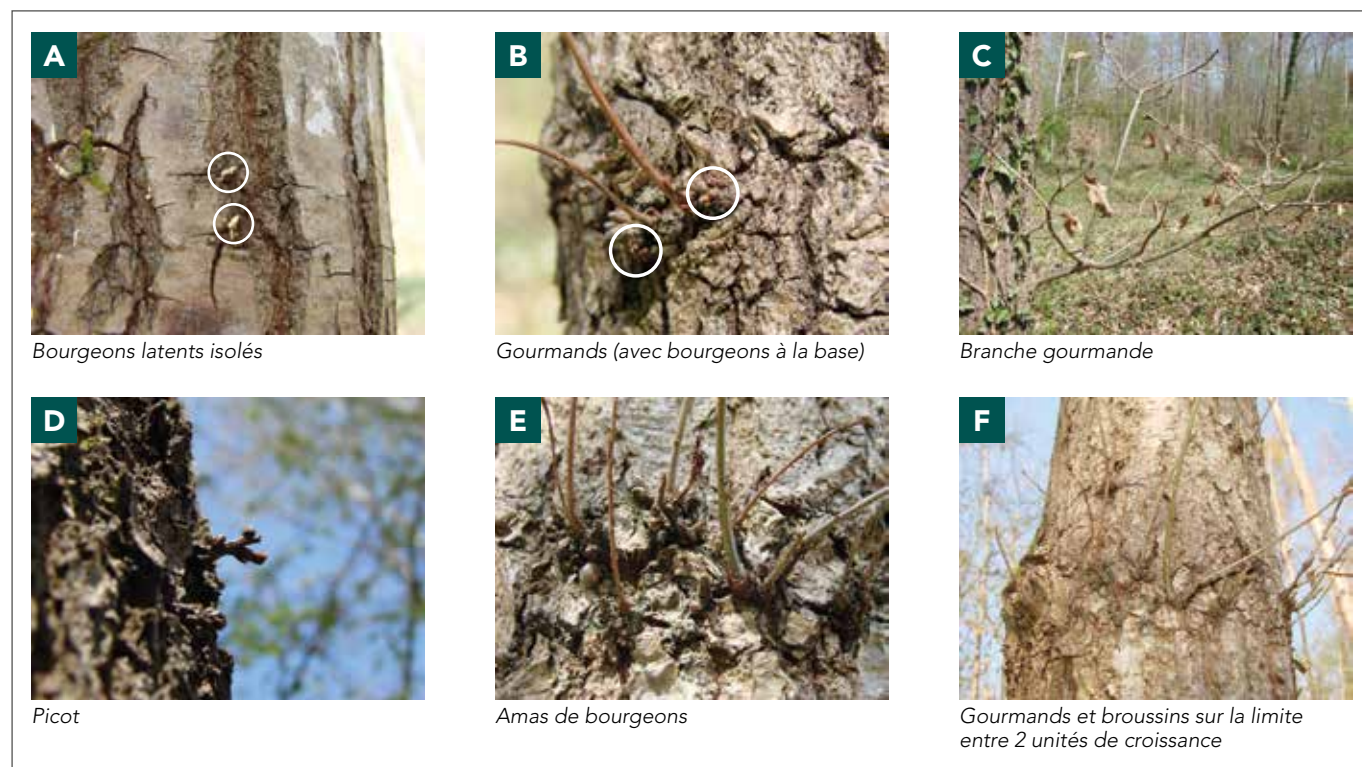 A
B
C
Bourgeons latents isolés
Gourmands (avec bourgeons à la base)
Branche gourmande
D
E
F
Picot
Amas de bourgeons
Gourmands et broussins sur la limite
entre 2 unités de croissance